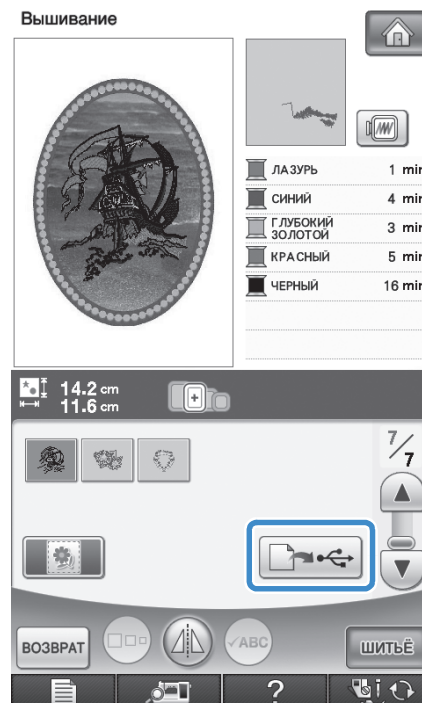 Вышивание
ЛАЗУРЬ 1 min
СИНИЙ 4 min
ГЛУБОКИЙ
ЗОЛОТОЙ 3 min
КРАСНЫЙ 5 min
ЧЕРНЫЙ 16 min
14.2 cm
11.6 cm
7/7
ВОЗВРАТ
✓ABC
ШИТЬЁ
?